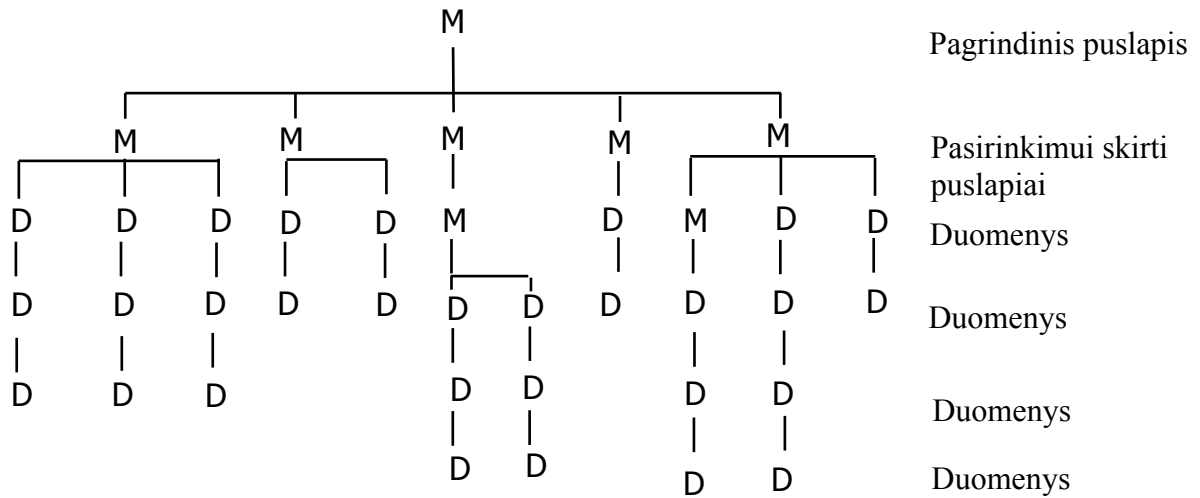 M
Pagrindinis puslapis
M M M M M
Pasirinkimui skirti
puslapiai
D D D D D M D M D D
Duomenys
D D D D D D D D D D D
Duomenys
D D D D D D D
Duomenys
D D D D
Duomenys